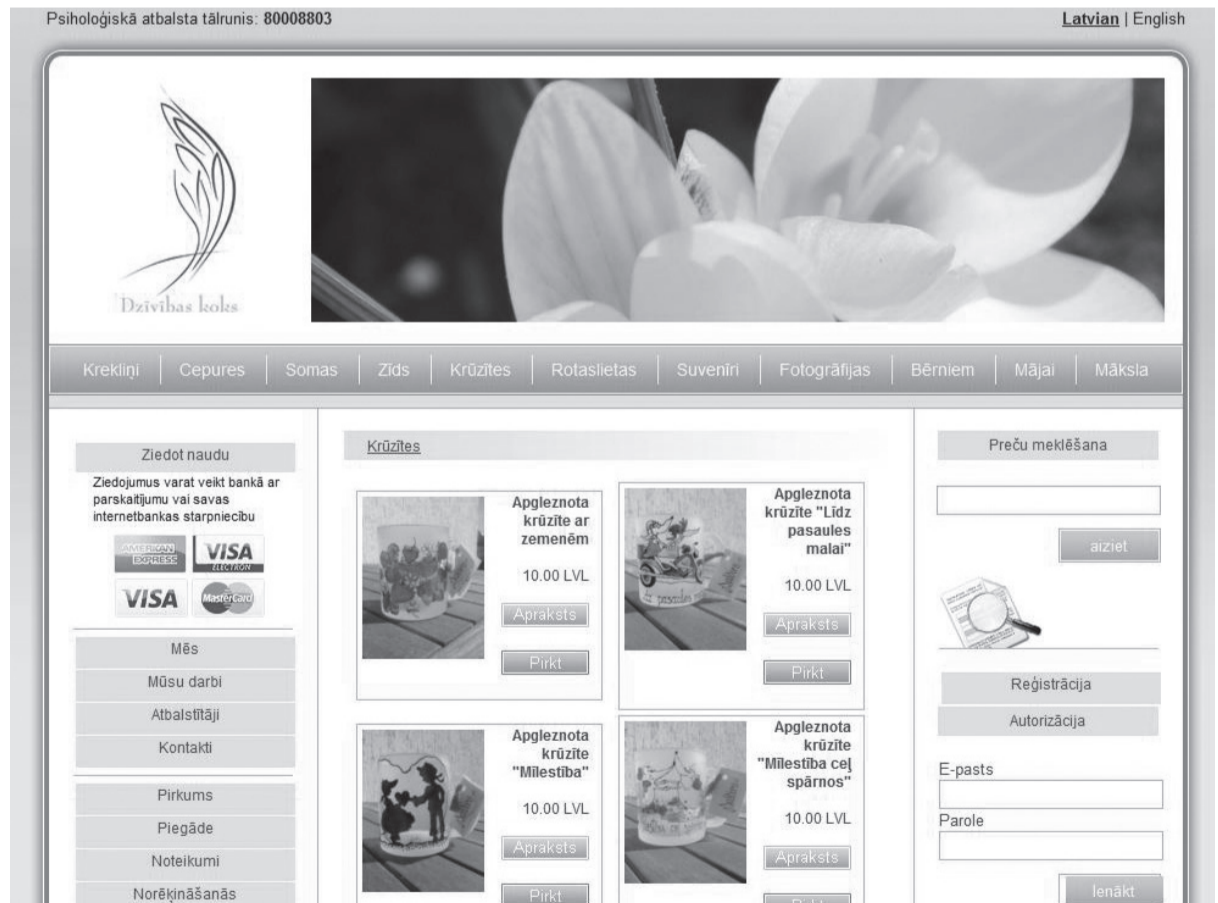 Psiholoģiskā atbalsta tālrunis: 80008803
Latvian | English
Dzīvības koks
Krekliņi Cepures Somas Zīds Krūzītes Rotaslietas Suvenīri Fotogrāfijas Bērniem Mājai Māksla
Ziedot naudu
Ziedojumus varat veikt bankā ar
parskaitījumu vai savas
internetbankas starpniecību
AMERICAN EXPRESS
VISA ELECTRON
VISA
MasterCard
Mēs
Mūsu darbi
Atbalstītāji
Kontakti
Pirkums
Piegāde
Noteikumi
Norēķināšanās
Krūzītes
Apgleznota
krūzīte ar
zemenēm
10.00 LVL
Apraksts
Pirkt
Apgleznota
krūzīte "Līdz
pasaules
malai"
10.00 LVL
Apraksts
Pirkt
Apgleznota
krūzīte
"Mīlestība"
10.00 LVL
Apraksts
Pirkt
Apgleznota
krūzīte
"Mīlestība ceļ
spārnos"
10.00 LVL
Apraksts
Pirkt
Preču meklēšana
aiziet
Reģistrācija
Autorizācija
E-pasts
Parole
Ienākt